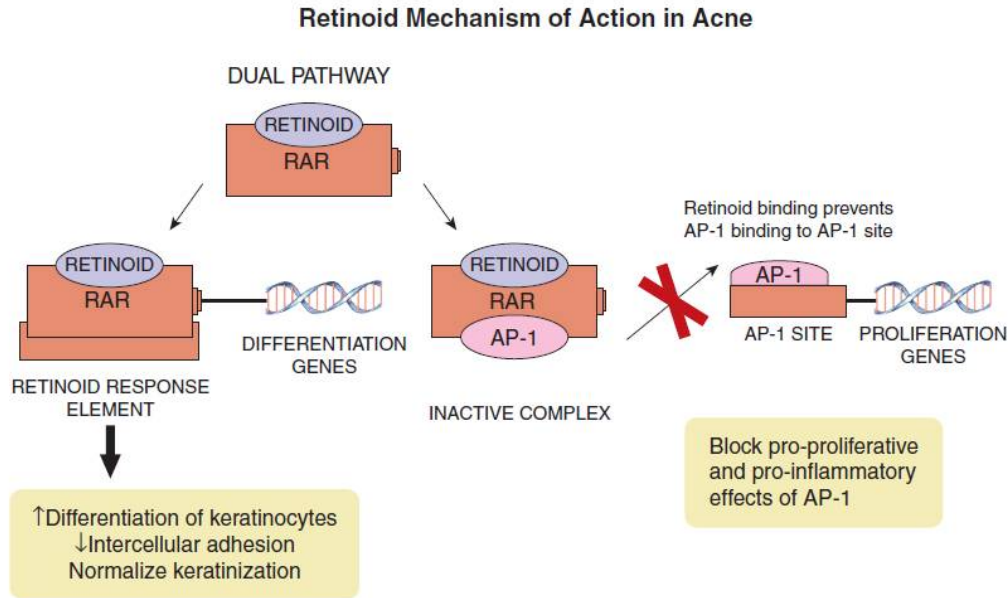 Retinoid Mechanism of Action in Acne
DUAL PATHWAY
RETINOID
RAR
RETINOID
RAR
DIFFERENTIATION
GENES
RETINOID RESPONSE
ELEMENT
↑Differentiation of keratinocytes
↓Intercellular adhesion
Normalize keratinization
RETINOID
RAR
AP-1
INACTIVE COMPLEX
Retinoid binding prevents
AP-1 binding to AP-1 site
AP-1
AP-1 SITE
PROLIFERATION
GENES
Block pro-proliferative
and pro-inflammatory
effects of AP-1